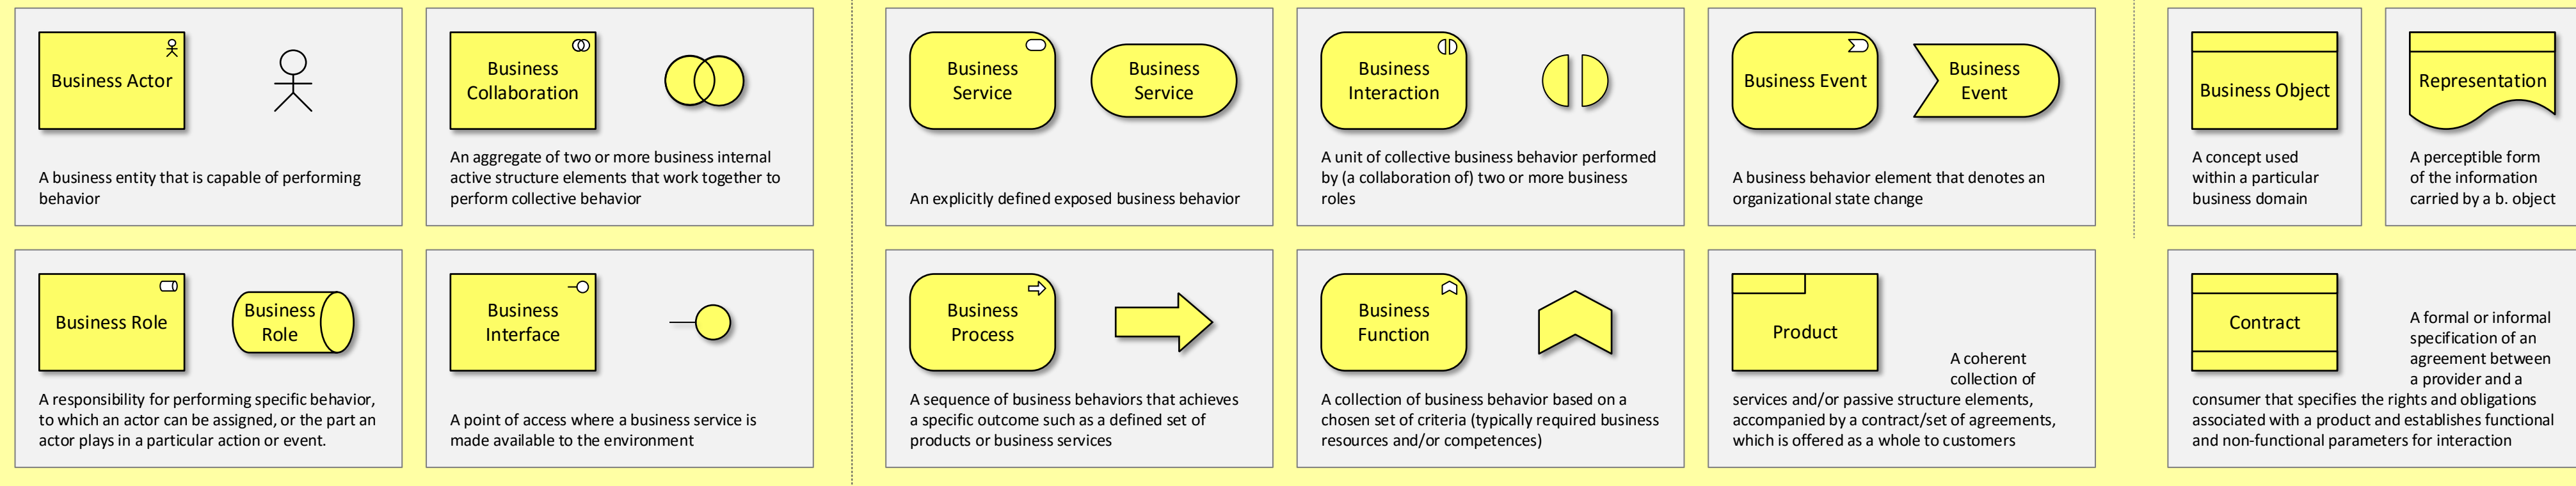 Business Actor
A business entity that is capable of performing
behavior
Business
Collaboration
An aggregate of two or more business internal
active structure elements that work together to
perform collective behavior
Business
Service
Business
Service
An explicitly defined exposed business behavior
Business
Interaction
A unit of collective business behavior performed
by (a collaboration of) two or more business
roles
Business Event
Business
Event
A business behavior element that denotes an
organizational state change
Business Object
A concept used
within a particular
business domain
Representation
A perceptible form
of the information
carried by a b. object
Business Role
Business
Role
A responsibility for performing specific behavior,
to which an actor can be assigned, or the part an
actor plays in a particular action or event.
Business
Interface
A point of access where a business service is
made available to the environment
Business
Process
A sequence of business behaviors that achieves
a specific outcome such as a defined set of
products or business services
Business
Function
A collection of business behavior based on a
chosen set of criteria (typically required business
resources and/or competences)
Product
A coherent
collection of
services and/or passive structure elements,
accompanied by a contract/set of agreements,
which is offered as a whole to customers
Contract
A formal or informal
specification of an
agreement between
a provider and a
consumer that specifies the rights and obligations
associated with a product and establishes functional
and non-functional parameters for interaction